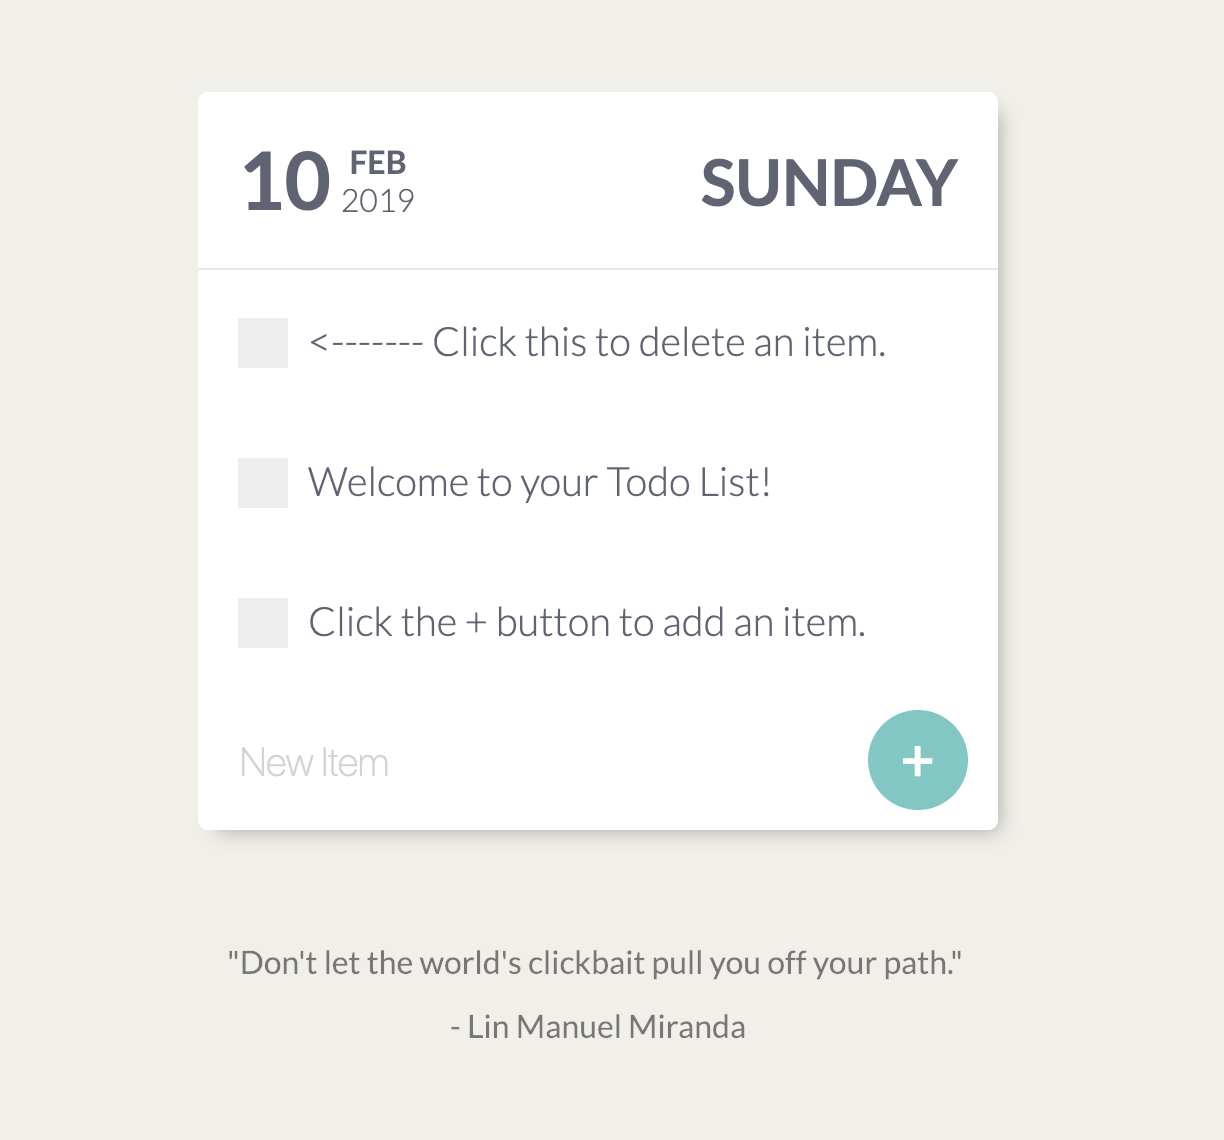 10 FEB
2019
SUNDAY
<------- Click this to delete an item.
Welcome to your Todo List!
Click the + button to add an item.
New Item
+
"Don't let the world's clickbait pull you off your path."
- Lin Manuel Miranda